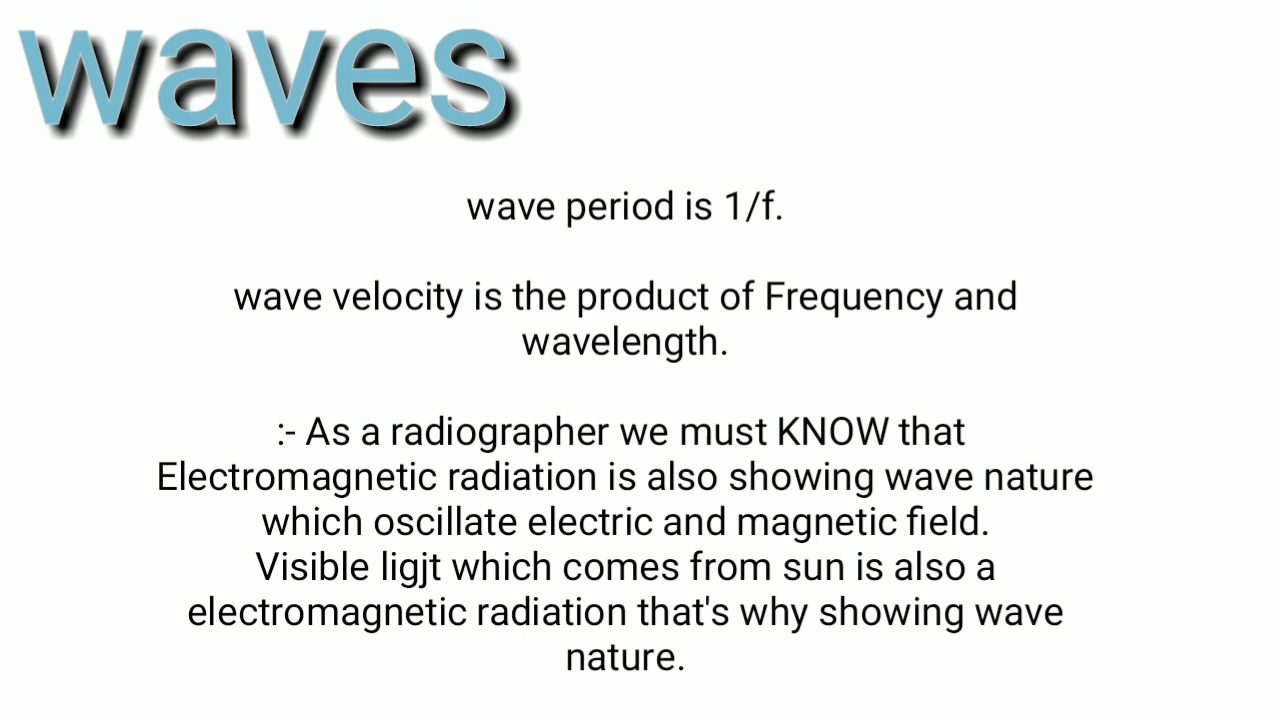 waves
wave period is 1/f.
wave velocity is the product of Frequency and
wavelength.
:- As a radiographer we must KNOW that
Electromagnetic radiation is also showing wave nature
which oscillate electric and magnetic field.
Visible ligjt which comes from sun is also a
electromagnetic radiation that's why showing wave
nature.